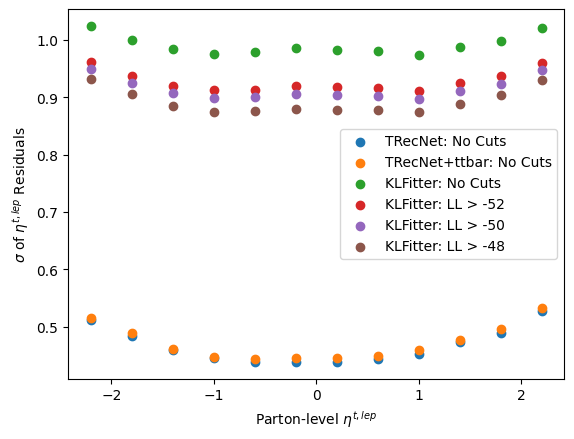 σ of η^{t, lep} Residuals
1.0
0.9
0.8
0.7
0.6
0.5
TRecNet: No Cuts
TRecNet+ttbar: No Cuts
KLFitter: No Cuts
KLFitter: LL > -52
KLFitter: LL > -50
KLFitter: LL > -48
−2 −1 0 1 2
Parton-level η^{t, lep}